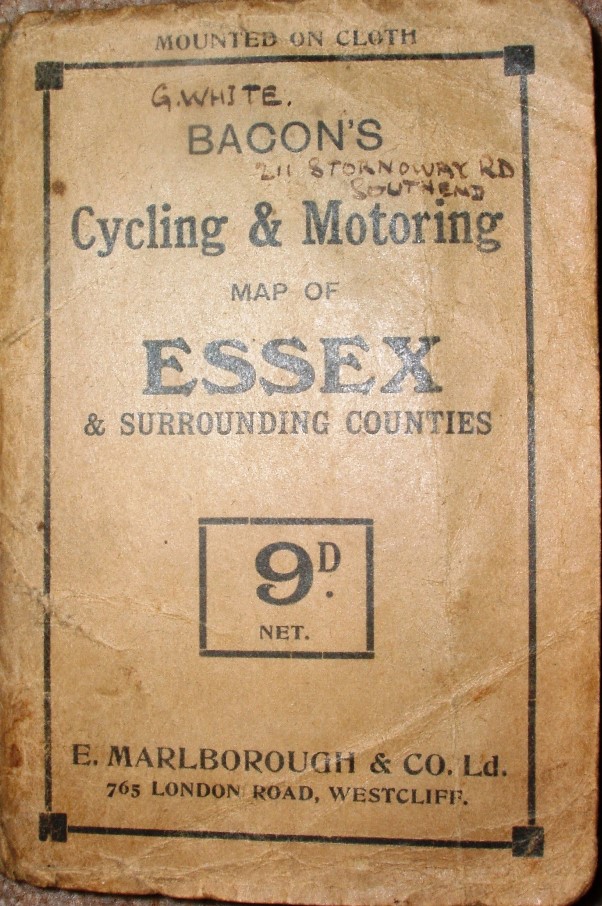 MOUNTED ON CLOTH
G. WHITE.
BACON'S
211 STORNOWAY RD
SOUTHEND
Cycling & Motoring
MAP OF
ESSEX
& SURROUNDING COUNTIES
9D.
NET.
E. MARLBOROUGH & CO. Ld.
765 LONDON ROAD, WESTCLIFF.